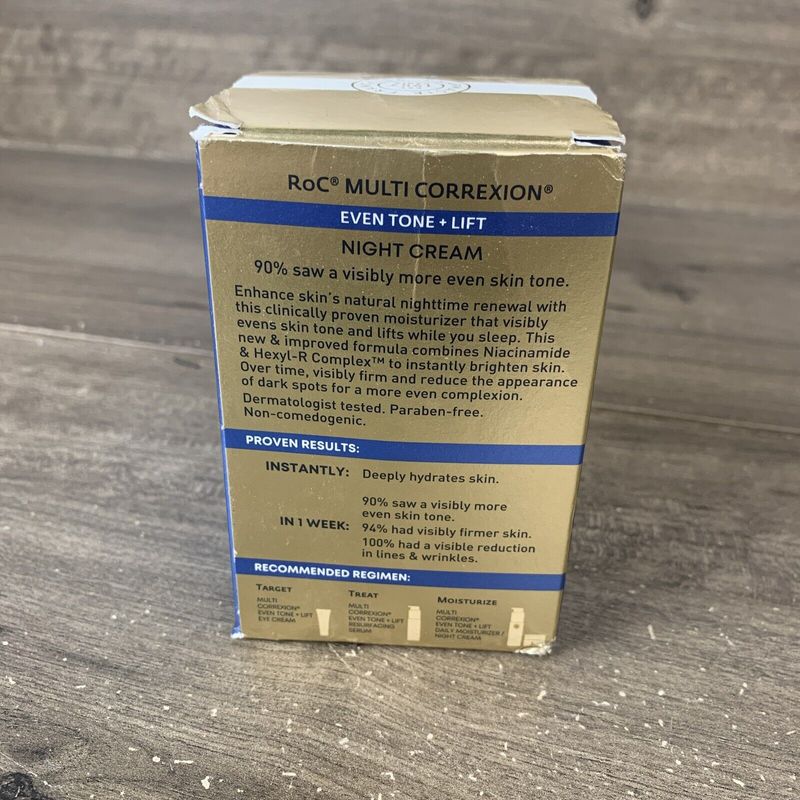 RoC® MULTI CORREXION®
EVEN TONE + LIFT
NIGHT CREAM
90% saw a visibly more even skin tone.
Enhance skin's natural nighttime renewal with
this clinically proven moisturizer that visibly
evens skin tone and lifts while you sleep. This
new & improved formula combines Niacinamide
& Hexyl-R Complex™ to instantly brighten skin.
Over time, visibly firm and reduce the appearance
of dark spots for a more even complexion.
Dermatologist tested. Paraben-free.
Non-comedogenic.
PROVEN RESULTS:
INSTANTLY: Deeply hydrates skin.
90% saw a visibly more
even skin tone.
IN 1 WEEK: 94% had visibly firmer skin.
100% had a visible reduction
in lines & wrinkles.
RECOMMENDED REGIMEN:
TARGET
MULTI
CORREXION®
EVEN TONE + LIFT
EYE CREAM
TREAT
MULTI
CORREXION®
EVEN TONE + LIFT
RESURFACING
SERUM
MOISTURIZE
MULTI
CORREXION®
EVEN TONE + LIFT
DAILY MOISTURIZER /
NIGHT CREAM